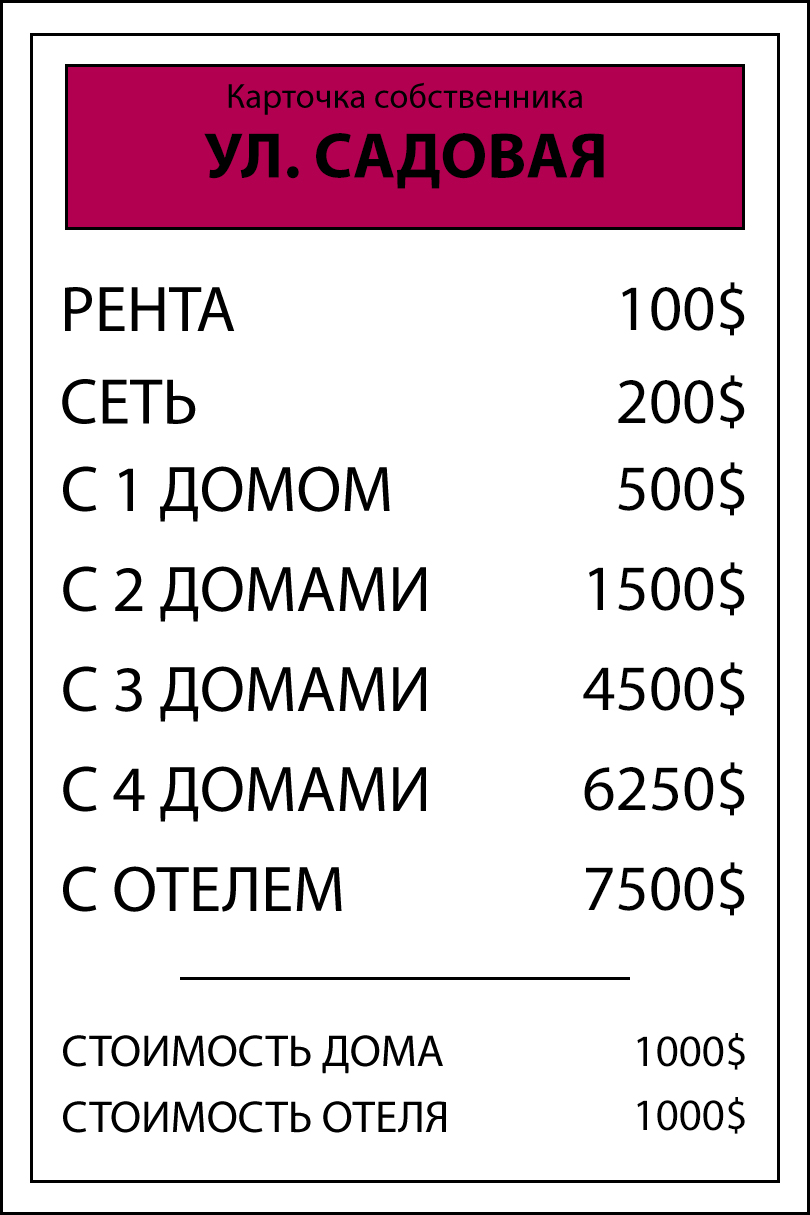 Карточка собственника
УЛ. САДОВАЯ
РЕНТА 100$
СЕТЬ 200$
С 1 ДОМОМ 500$
С 2 ДОМАМИ 1500$
С 3 ДОМАМИ 4500$
С 4 ДОМАМИ 6250$
С ОТЕЛЕМ 7500$
СТОИМОСТЬ ДОМА 1000$
СТОИМОСТЬ ОТЕЛЯ 1000$